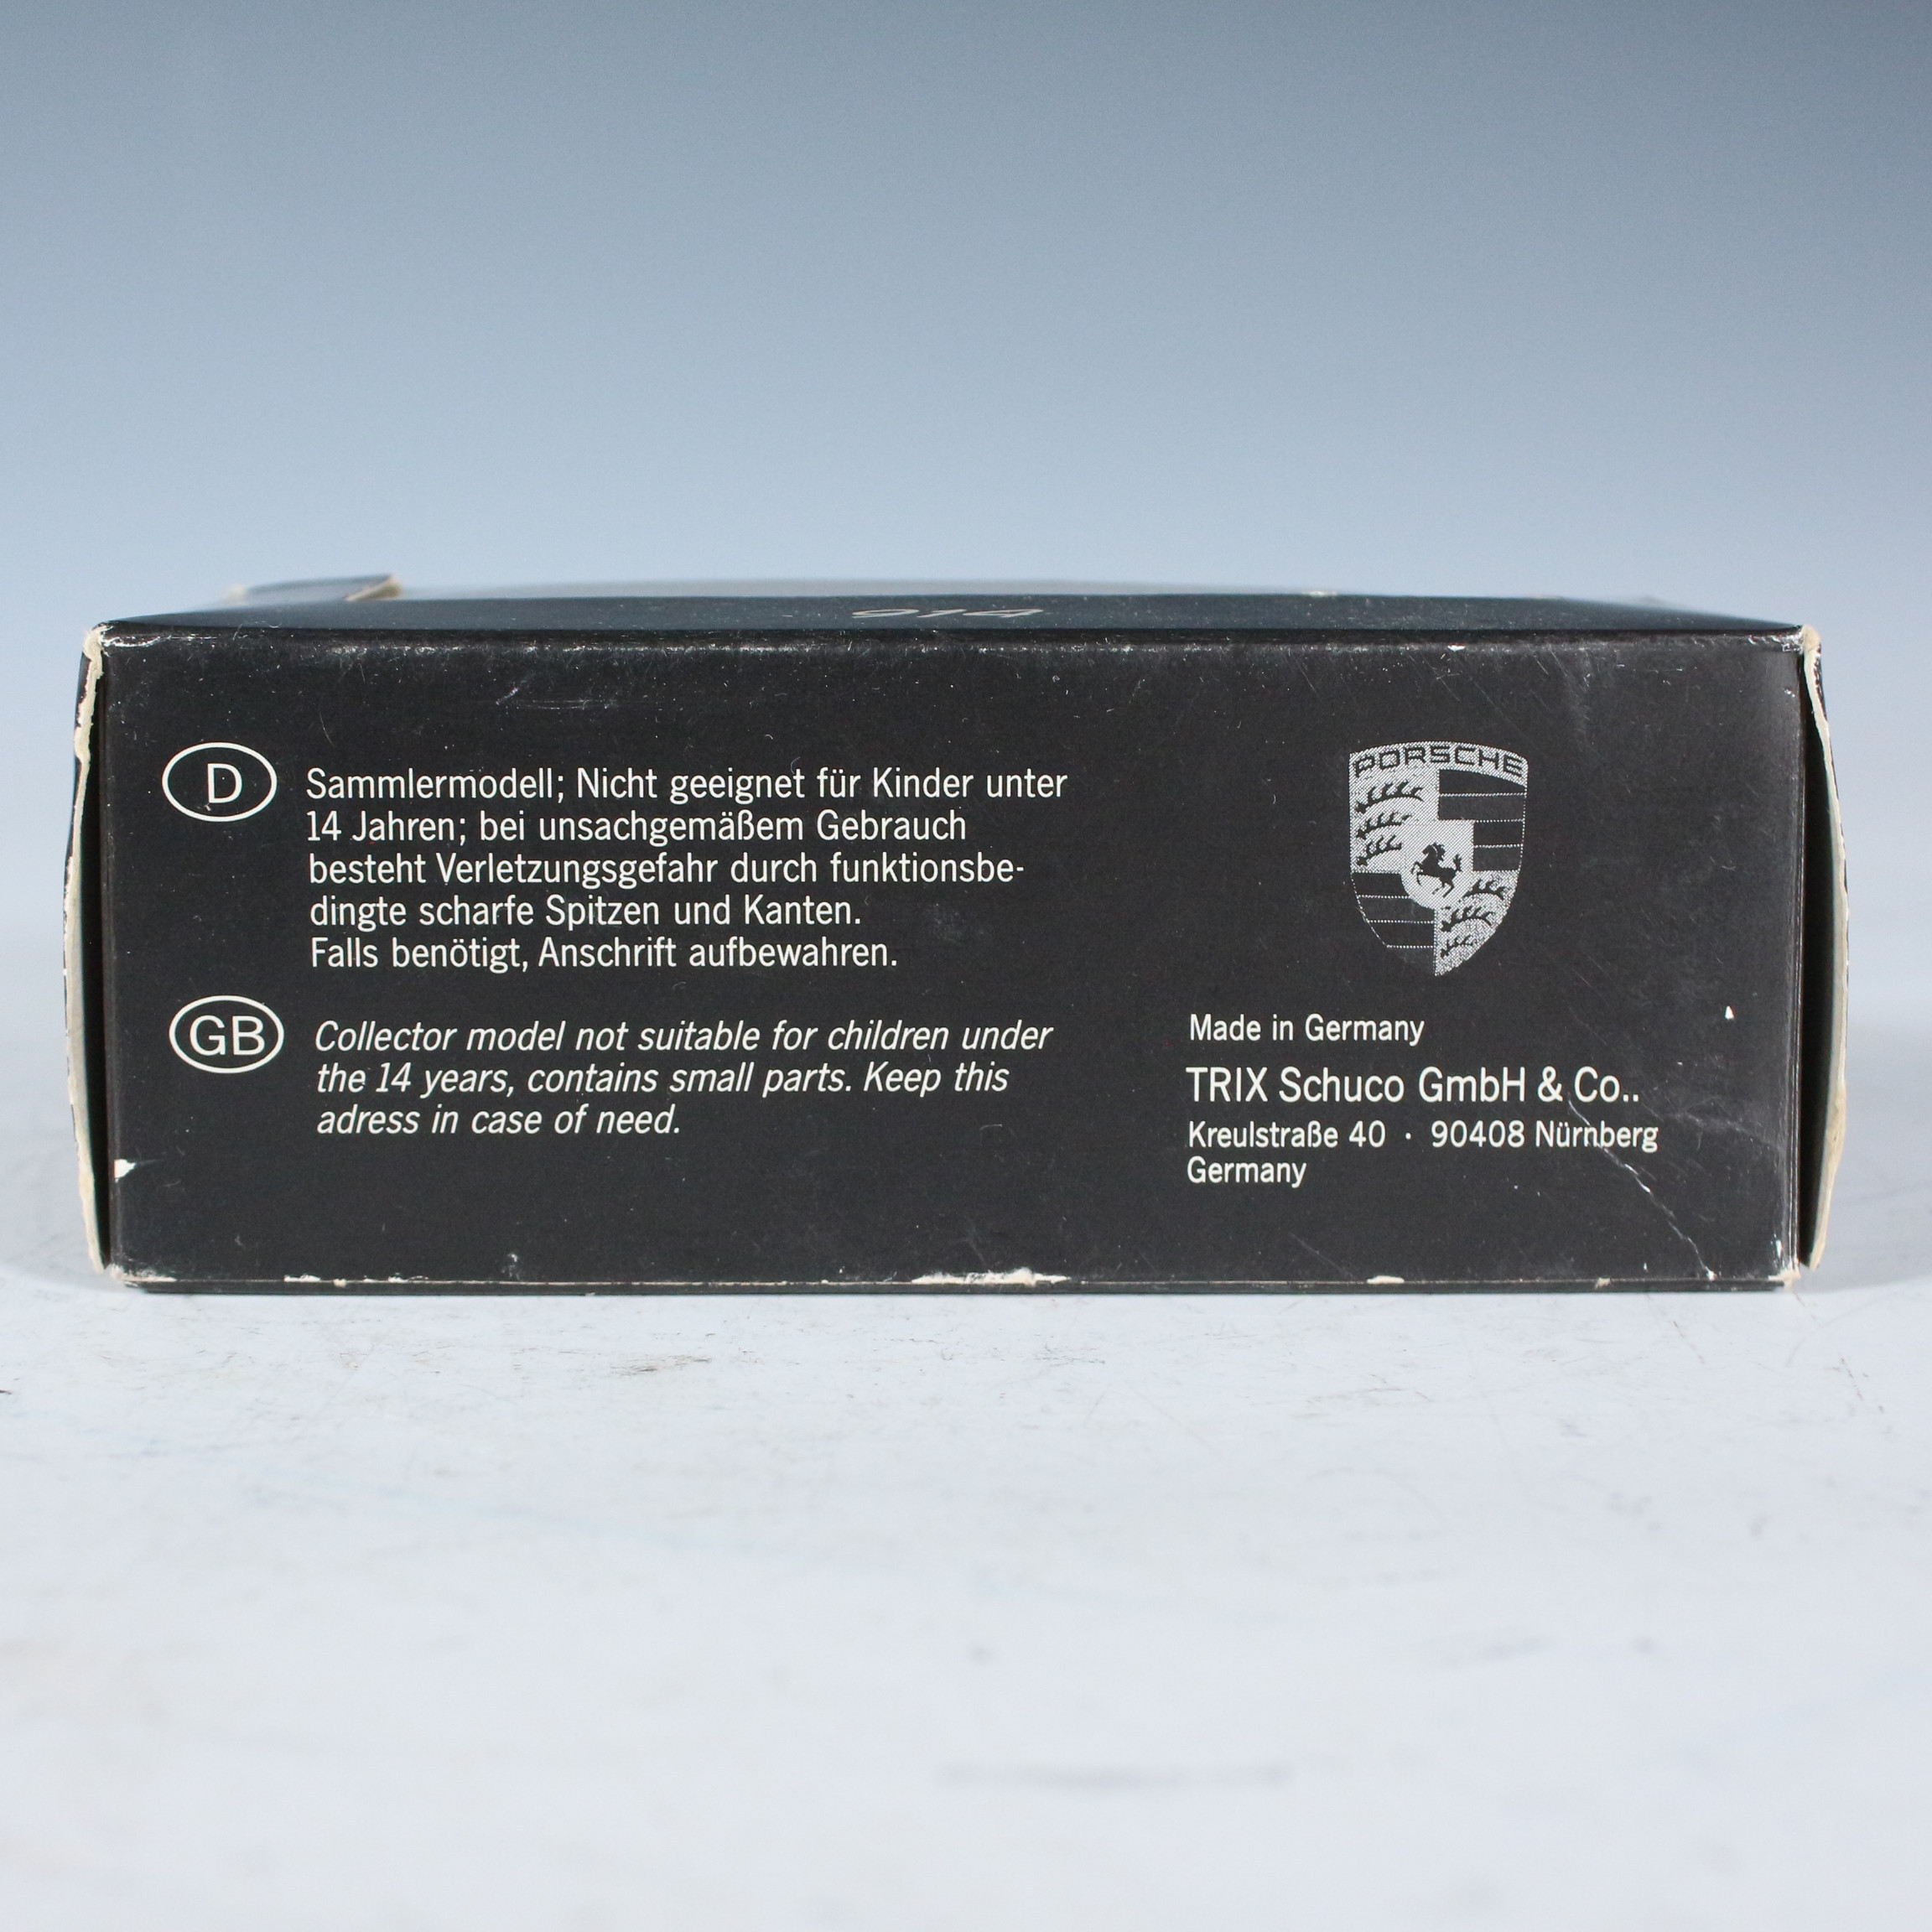 914
D
Sammlermodell; Nicht geeignet für Kinder unter
14 Jahren; bei unsachgemäßem Gebrauch
besteht Verletzungsgefahr durch funktionsbe-
dingte scharfe Spitzen und Kanten.
Falls benötigt, Anschrift aufbewahren.
GB
Collector model not suitable for children under
the 14 years, contains small parts. Keep this
adress in case of need.
PORSCHE
Made in Germany
TRIX Schuco GmbH & Co..
Kreulstraße 40 · 90408 Nürnberg
Germany